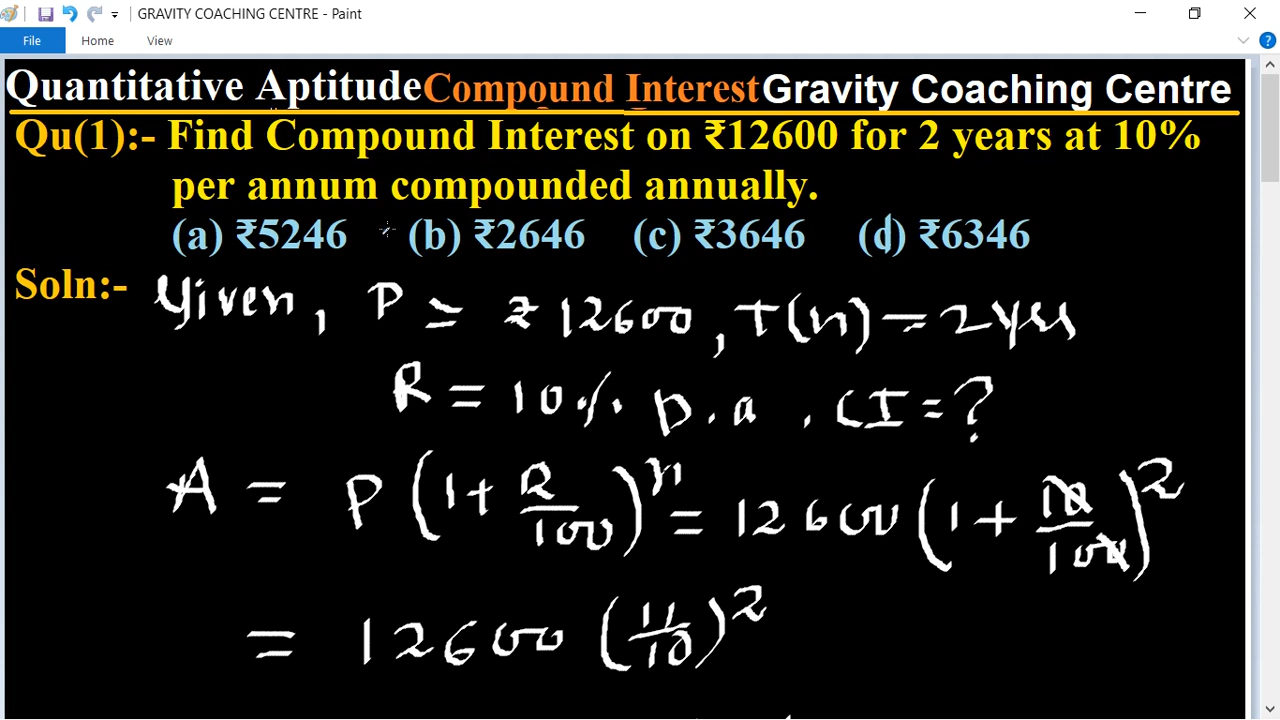 GRAVITY COACHING CENTRE - Paint
File Home View
Quantitative Aptitude Compound Interest Gravity Coaching Centre
Qu(1):- Find Compound Interest on ₹12600 for 2 years at 10%
per annum compounded annually.
(a) ₹5246 (b) ₹2646 (c) ₹3646 (d) ₹6346
Soln:- Given, P = ₹12600, T(n) = 2 yrs
R = 10% p.a. CI = ?
A = P(1+R/100)^n = 12600(1+10/100)^2
= 12600(11/10)^2